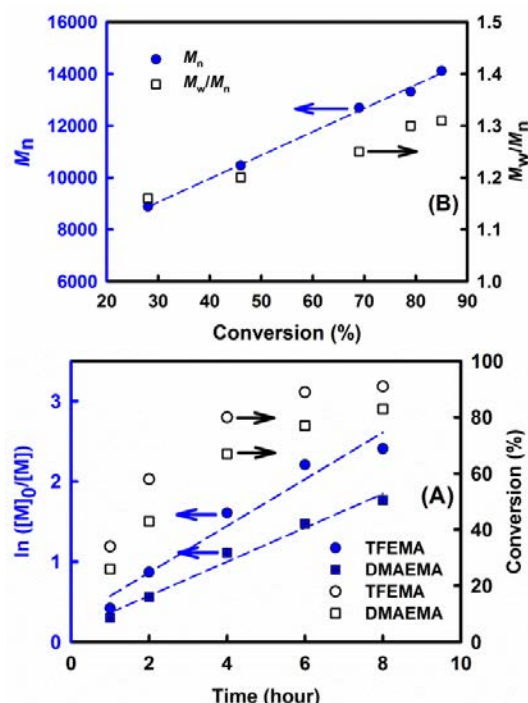 16000
14000
12000
10000
8000
6000
Mn
Mn
Mw/Mn
(B)
1.5
1.4
1.3
1.2
1.1
1.0
Mw/Mn
20 30 40 50 60 70 80 90
Conversion (%)
3
2
1
0
ln ([M]0/[M])
(A)
TFEMA
DMAEMA
TFEMA
DMAEMA
100
80
60
40
20
0
Conversion (%)
0 2 4 6 8 10
Time (hour)